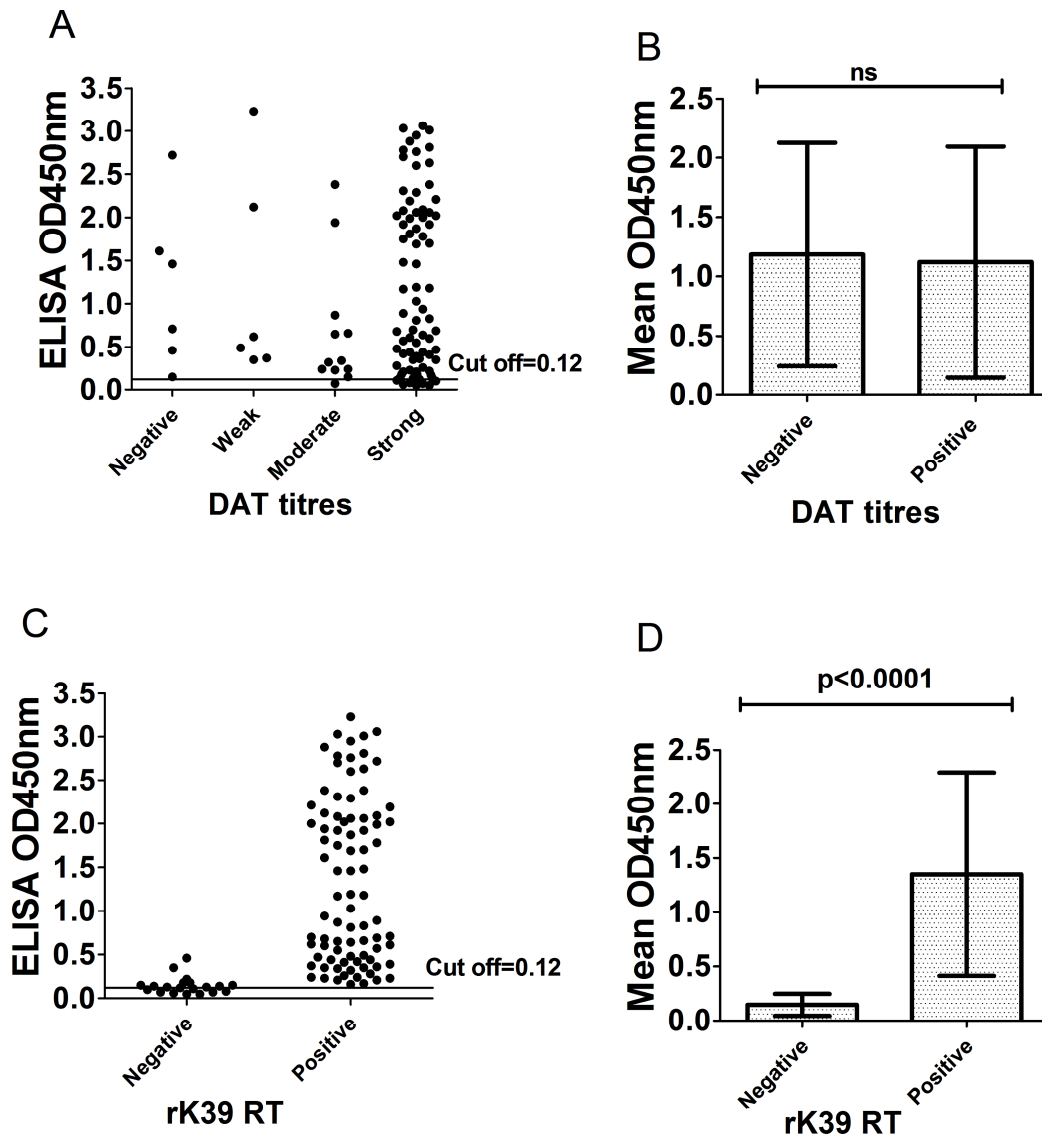 A
ELISA OD450nm
3.5
3.0
2.5
2.0
1.5
1.0
0.5
0.0
Cut off=0.12
Negative
Weak
Moderate
Strong
DAT titres
B
ns
Mean OD450nm
2.5
2.0
1.5
1.0
0.5
0.0
Negative
Positive
DAT titres
C
ELISA OD450nm
3.5
3.0
2.5
2.0
1.5
1.0
0.5
0.0
Cut off=0.12
Negative
Positive
rK39 RT
D
p<0.0001
Mean OD450nm
2.5
2.0
1.5
1.0
0.5
0.0
Negative
Positive
rK39 RT